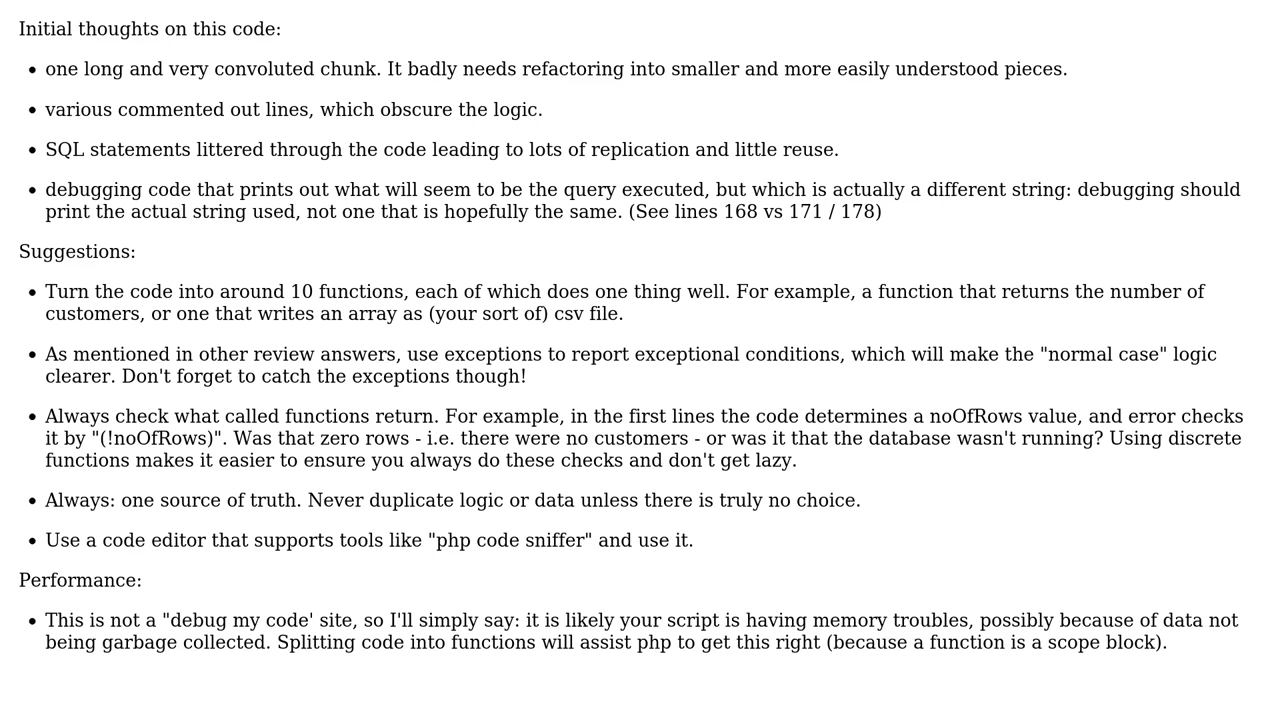 Initial thoughts on this code:
• one long and very convoluted chunk. It badly needs refactoring into smaller and more easily understood pieces.
• various commented out lines, which obscure the logic.
• SQL statements littered through the code leading to lots of replication and little reuse.
• debugging code that prints out what will seem to be the query executed, but which is actually a different string: debugging should
print the actual string used, not one that is hopefully the same. (See lines 168 vs 171 / 178)
Suggestions:
• Turn the code into around 10 functions, each of which does one thing well. For example, a function that returns the number of
customers, or one that writes an array as (your sort of) csv file.
• As mentioned in other review answers, use exceptions to report exceptional conditions, which will make the "normal case" logic
clearer. Don't forget to catch the exceptions though!
• Always check what called functions return. For example, in the first lines the code determines a noOfRows value, and error checks
it by "(!noOfRows)". Was that zero rows - i.e. there were no customers - or was it that the database wasn't running? Using discrete
functions makes it easier to ensure you always do these checks and don't get lazy.
• Always: one source of truth. Never duplicate logic or data unless there is truly no choice.
• Use a code editor that supports tools like "php code sniffer" and use it.
Performance:
• This is not a "debug my code' site, so I'll simply say: it is likely your script is having memory troubles, possibly because of data not
being garbage collected. Splitting code into functions will assist php to get this right (because a function is a scope block).